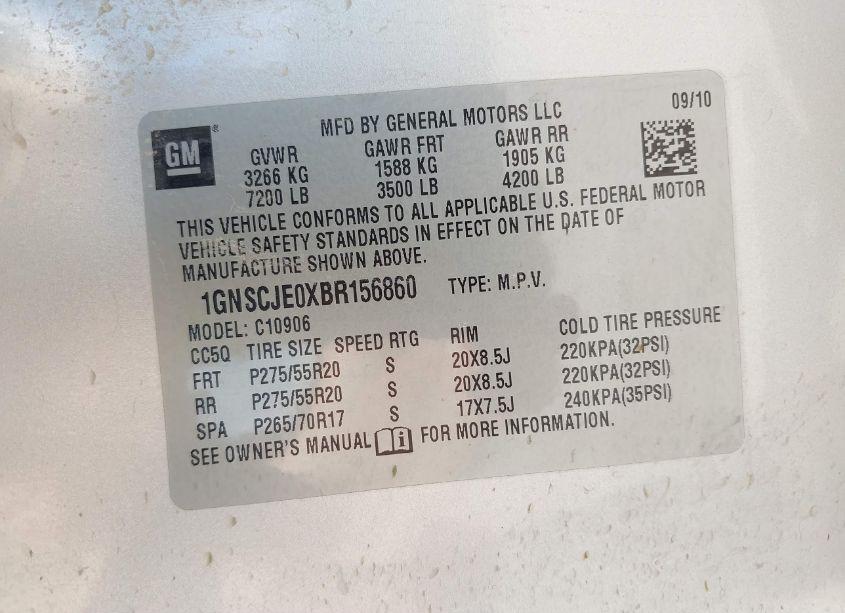 09/10
MFD BY GENERAL MOTORS LLC
GM®
GVWR GAWR FRT GAWR RR
3266 KG 1588 KG 1905 KG
7200 LB 3500 LB 4200 LB
THIS VEHICLE CONFORMS TO ALL APPLICABLE U.S. FEDERAL MOTOR
VEHICLE SAFETY STANDARDS IN EFFECT ON THE DATE OF
MANUFACTURE SHOWN ABOVE.
1GNSCJE0XBR156860 TYPE: M.P.V.
MODEL: C10906
CC5Q TIRE SIZE SPEED RTG RIM COLD TIRE PRESSURE
FRT P275/55R20 S 20X8.5J 220KPA(32PSI)
RR P275/55R20 S 20X8.5J 220KPA(32PSI)
SPA P265/70R17 S 17X7.5J 240KPA(35PSI)
SEE OWNER'S MANUAL i FOR MORE INFORMATION.